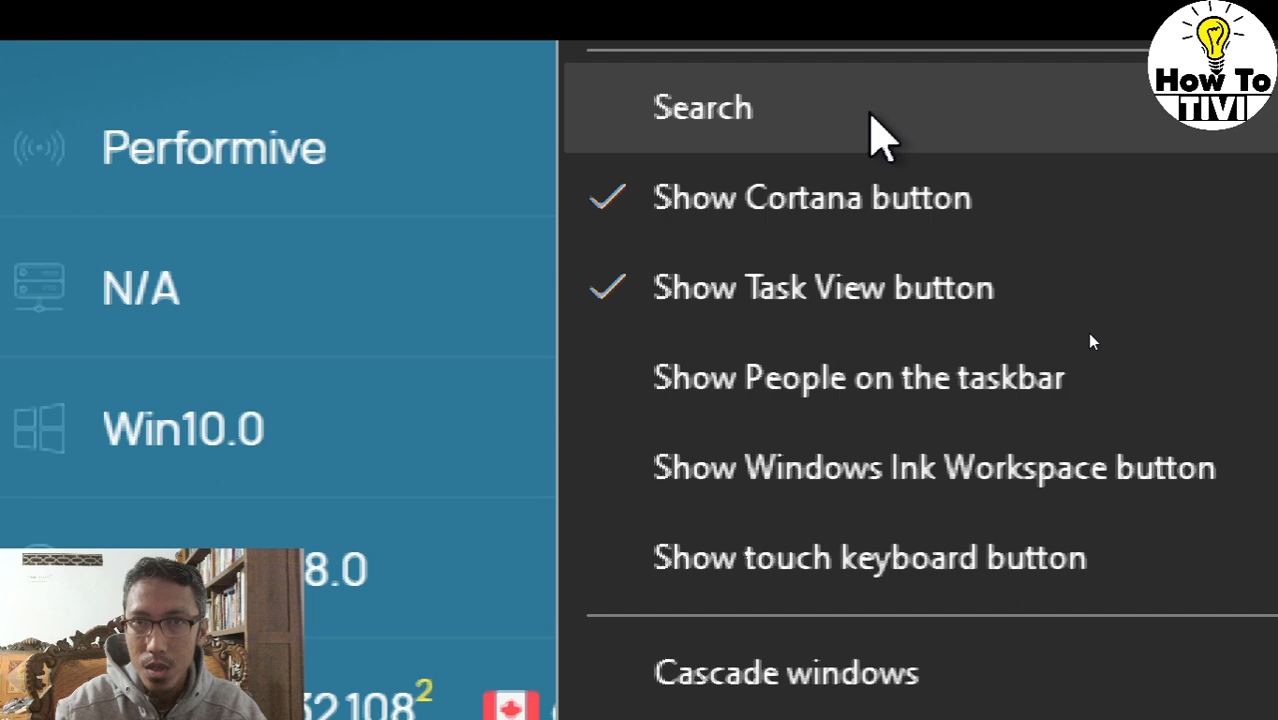 How To
TIVI
Performive
N/A
Win10.0
8.0
32108²
Search
Show Cortana button
Show Task View button
Show People on the taskbar
Show Windows Ink Workspace button
Show touch keyboard button
Cascade windows